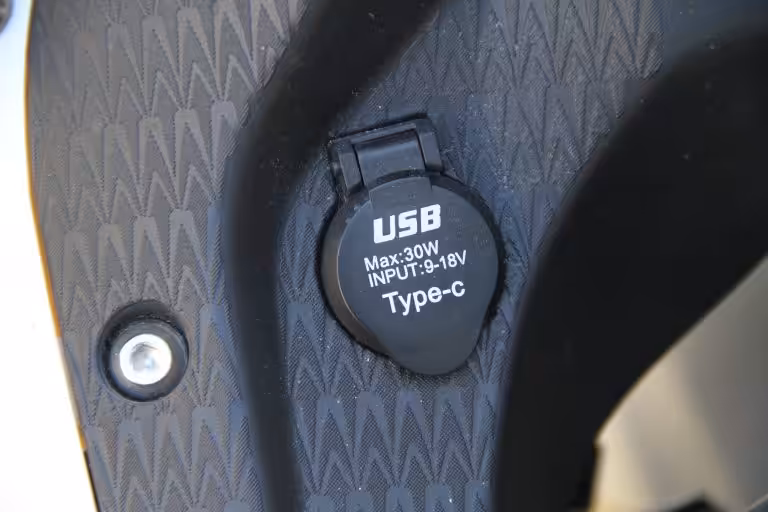 USB
Max:30W
INPUT:9-18V
Type-c